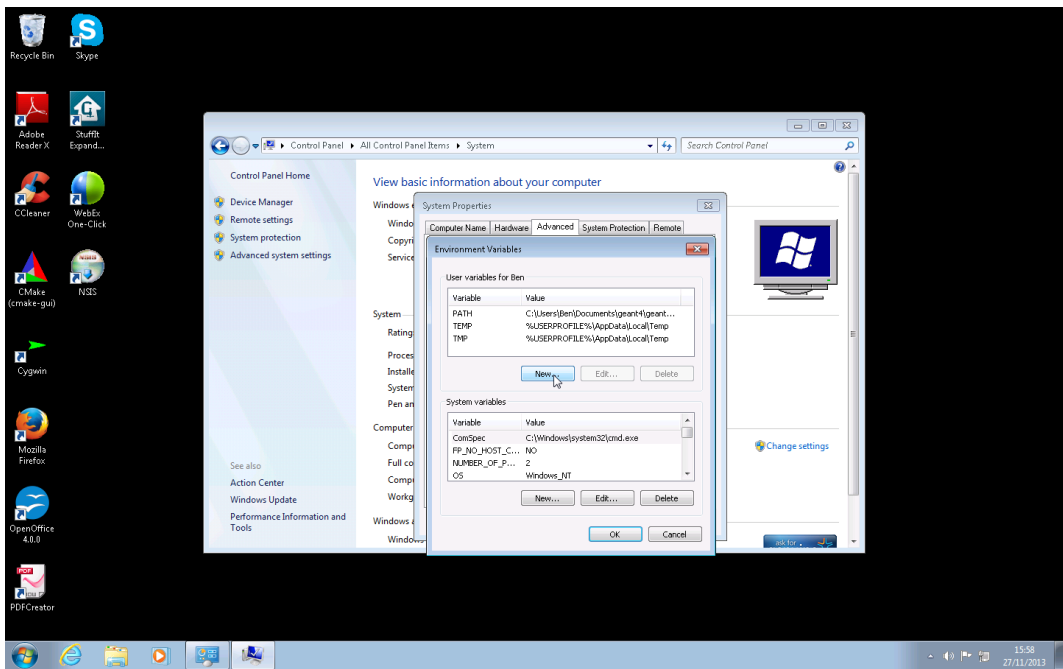 Recycle Bin
Skype
Adobe
Reader X
StuffIt
Expand...
CCleaner
WebEx
One-Click
CMake
(cmake-gui)
NSIS
Cygwin
Mozilla
Firefox
OpenOffice
4.0.0
PDFCreator
Control Panel
All Control Panel Items
System
Search Control Panel
Control Panel Home
Device Manager
Remote settings
System protection
Advanced system settings
See also
Action Center
Windows Update
Performance Information and
Tools
View basic information about your computer
Windows e
Windo
Copyri
Service
System
Rating:
Proces
Installe
System
Pen an
Computer
Compu
Full co
Compu
Workg
Windows a
Windo
Change settings
ask for
System Properties
Computer Name Hardware Advanced System Protection Remote
Environment Variables
User variables for Ben
Variable Value
PATH C:\Users\Ben\Documents\geant4\geant...
TEMP %USERPROFILE%\AppData\Local\Temp
TMP %USERPROFILE%\AppData\Local\Temp
New... Edit... Delete
System variables
Variable Value
ComSpec C:\Windows\system32\cmd.exe
FP_NO_HOST_C... NO
NUMBER_OF_P... 2
OS Windows_NT
New... Edit... Delete
OK Cancel
15:58
27/11/2013